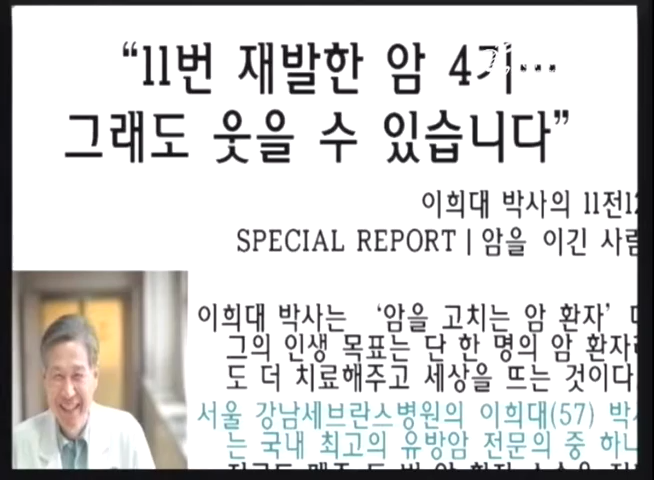 “11번 재발한 암 4기…
그래도 웃을 수 있습니다”
이희대 박사의 11전12
SPECIAL REPORT | 암을 이긴 사람
이희대 박사는 ‘암을 고치는 암 환자’
그의 인생 목표는 단 한 명의 암 환자
도 더 치료해주고 세상을 뜨는 것이다
서울 강남세브란스병원의 이희대(57) 박
는 국내 최고의 유방암 전문의 중 하나